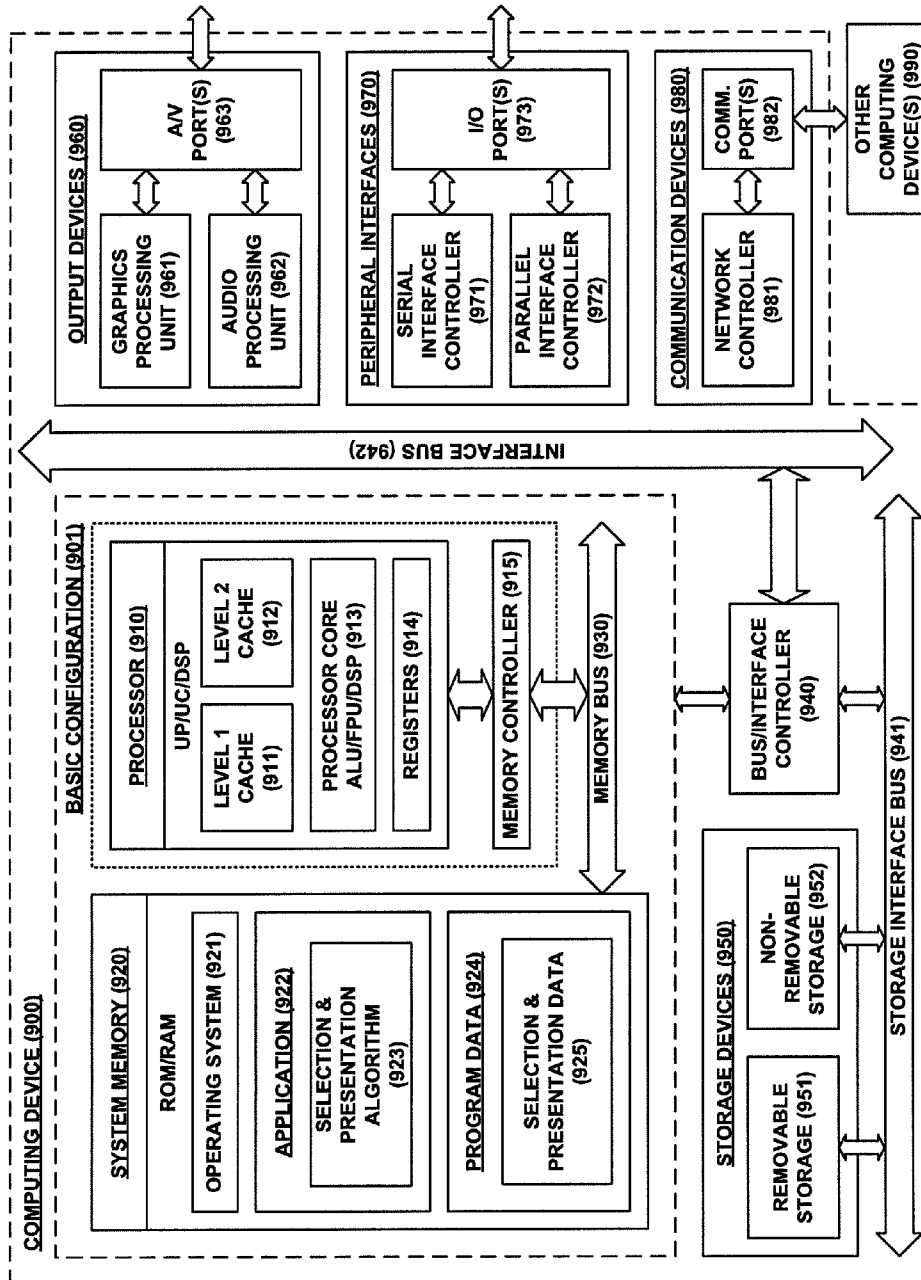 COMPUTING DEVICE (900)
BASIC CONFIGURATION (901)
SYSTEM MEMORY (920)
ROM/RAM
OPERATING SYSTEM (921)
APPLICATION (922)
SELECTION &
PRESENTATION
ALGORITHM
(923)
PROGRAM DATA (924)
SELECTION &
PRESENTATION DATA
(925)
PROCESSOR (910)
UP/UC/DSP
LEVEL 1
CACHE
(911)
LEVEL 2
CACHE
(912)
PROCESSOR CORE
ALU/FPU/DSP (913)
REGISTERS (914)
MEMORY CONTROLLER (915)
MEMORY BUS (930)
BUS/INTERFACE
CONTROLLER
(940)
INTERFACE BUS (942)
STORAGE DEVICES (950)
REMOVABLE
STORAGE (951)
NON-
REMOVABLE
STORAGE (952)
STORAGE INTERFACE BUS (941)
OUTPUT DEVICES (960)
GRAPHICS
PROCESSING
UNIT (961)
AUDIO
PROCESSING
UNIT (962)
A/V
PORT(S)
(963)
PERIPHERAL INTERFACES (970)
SERIAL
INTERFACE
CONTROLLER
(971)
PARALLEL
INTERFACE
CONTROLLER
(972)
I/O
PORT(S)
(973)
COMMUNICATION DEVICES (980)
NETWORK
CONTROLLER
(981)
COMM.
PORT(S)
(982)
OTHER
COMPUTING
DEVICE(S) (990)